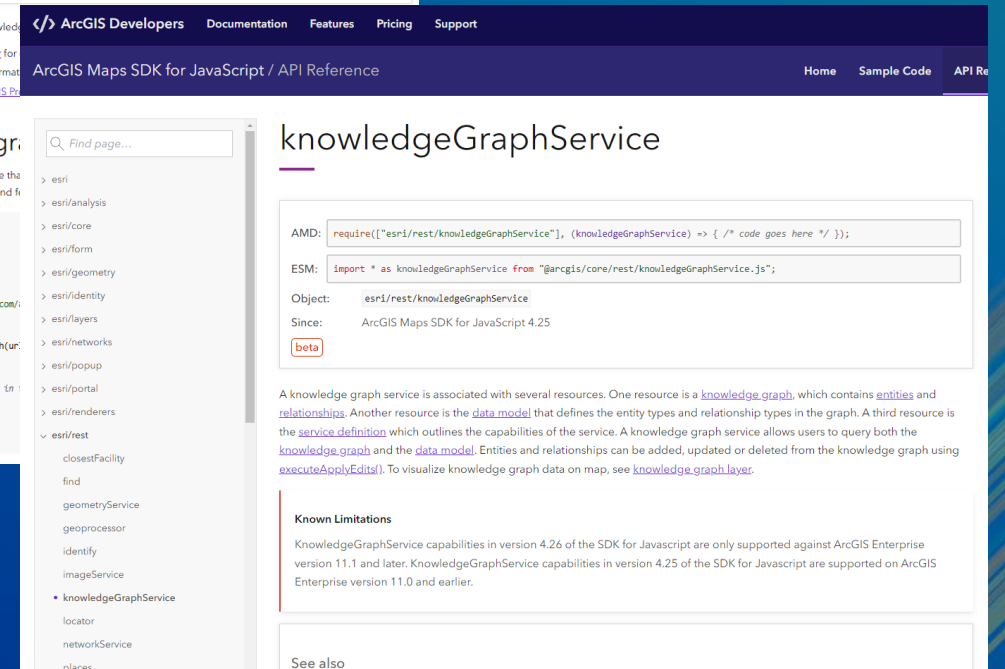 </> ArcGIS Developers Documentation Features Pricing Support
ArcGIS Maps SDK for JavaScript / API Reference Home Sample Code API Re
Find page...
esri
esri/analysis
esri/core
esri/form
esri/geometry
esri/identity
esri/layers
esri/networks
esri/popup
esri/portal
esri/renderers
esri/rest
closestFacility
find
geometryService
geoprocessor
identify
imageService
knowledgeGraphService
locator
networkService
places
knowledgeGraphService
AMD: require(["esri/rest/knowledgeGraphService"], (knowledgeGraphService) => { /* code goes here */ });
ESM: import * as knowledgeGraphService from "@arcgis/core/rest/knowledgeGraphService.js";
Object: esri/rest/knowledgeGraphService
Since: ArcGIS Maps SDK for JavaScript 4.25
beta
A knowledge graph service is associated with several resources. One resource is a knowledge graph, which contains entities and
relationships. Another resource is the data model that defines the entity types and relationship types in the graph. A third resource is
the service definition which outlines the capabilities of the service. A knowledge graph service allows users to query both the
knowledge graph and the data model. Entities and relationships can be added, updated or deleted from the knowledge graph using
executeApplyEdits(). To visualize knowledge graph data on map, see knowledge graph layer.
Known Limitations
KnowledgeGraphService capabilities in version 4.26 of the SDK for Javascript are only supported against ArcGIS Enterprise
version 11.1 and later. KnowledgeGraphService capabilities in version 4.25 of the SDK for Javascript are supported on ArcGIS
Enterprise version 11.0 and earlier.
See also